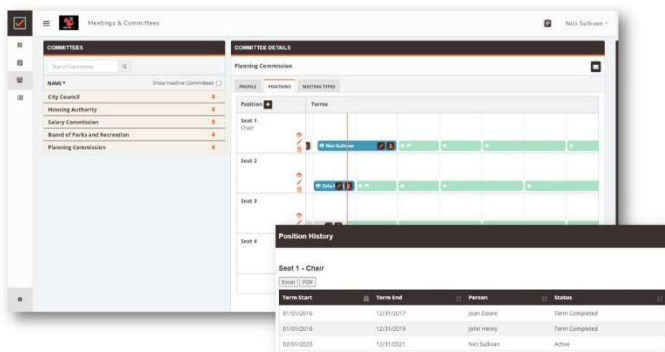 Meetings & Committees
Nici Sullivan
COMMITTEES
Search Committees
NAME
Show Inactive Committees
City Council
Housing Authority
Salary Commission
Board of Parks and Recreation
Planning Commission
COMMITTEE DETAILS
Planning Commission
PROFILE POSITIONS MEETING TYPES
Position Terms
Seat 1
Chair
Nici Sullivan
Seat 2
Seat 3
Seat 4
Position History
Seat 1 - Chair
Excel PDF
Term Start Term End Person Status
01/01/2016 12/31/2017 Joan Doore Term Completed
01/01/2018 12/31/2019 John Henry Term Completed
02/01/2020 12/31/2021 Nici Sullivan Active